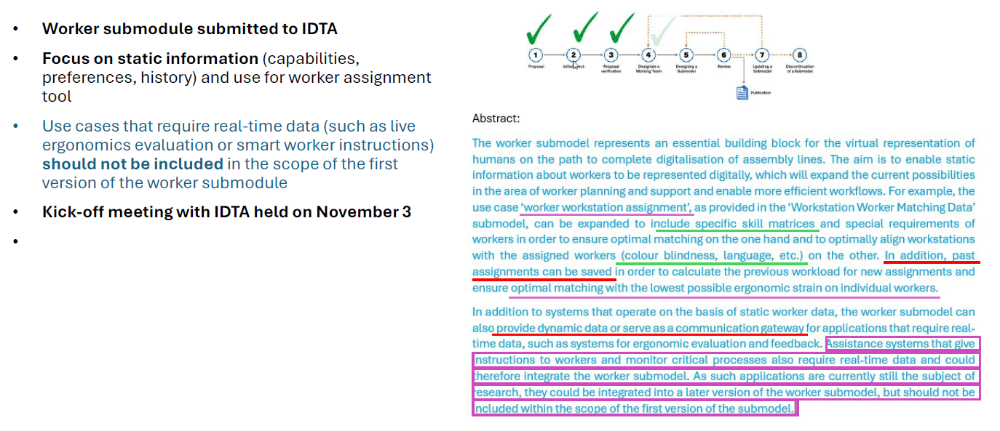 • Worker submodule submitted to IDTA
• Focus on static information (capabilities,
preferences, history) and use for worker assignment
tool
• Use cases that require real-time data (such as live
ergonomics evaluation or smart worker instructions)
should not be included in the scope of the first
version of the worker submodule
• Kick-off meeting with IDTA held on November 3
•
1 2 3 4 5 6 7 8
Proposal
Proposal
verification
Designate a
Working Team
Designing a
Submodel
Review
Updating a
Submodel
Discontinuation
of a Submodel
Publication
Abstract:
The worker submodel represents an essential building block for the virtual representation of
humans on the path to complete digitalisation of assembly lines. The aim is to enable static
information about workers to be represented digitally, which will expand the current possibilities
in the area of worker planning and support and enable more efficient workflows. For example, the
use case ‘worker workstation assignment’, as provided in the ‘Workstation Worker Matching Data’
submodel, can be expanded to include specific skill matrices and special requirements of
workers in order to ensure optimal matching on the one hand and to optimally align workstations
with the assigned workers (colour blindness, language, etc.) on the other. In addition, past
assignments can be saved in order to calculate the previous workload for new assignments and
ensure optimal matching with the lowest possible ergonomic strain on individual workers.
In addition to systems that operate on the basis of static worker data, the worker submodel can
also provide dynamic data or serve as a communication gateway for applications that require real-
time data, such as systems for ergonomic evaluation and feedback. Assistance systems that give
instructions to workers and monitor critical processes also require real-time data and could
therefore integrate the worker submodel. As such applications are currently still the subject of
research, they could be integrated into a later version of the worker submodel, but should not be
included within the scope of the first version of the submodel.